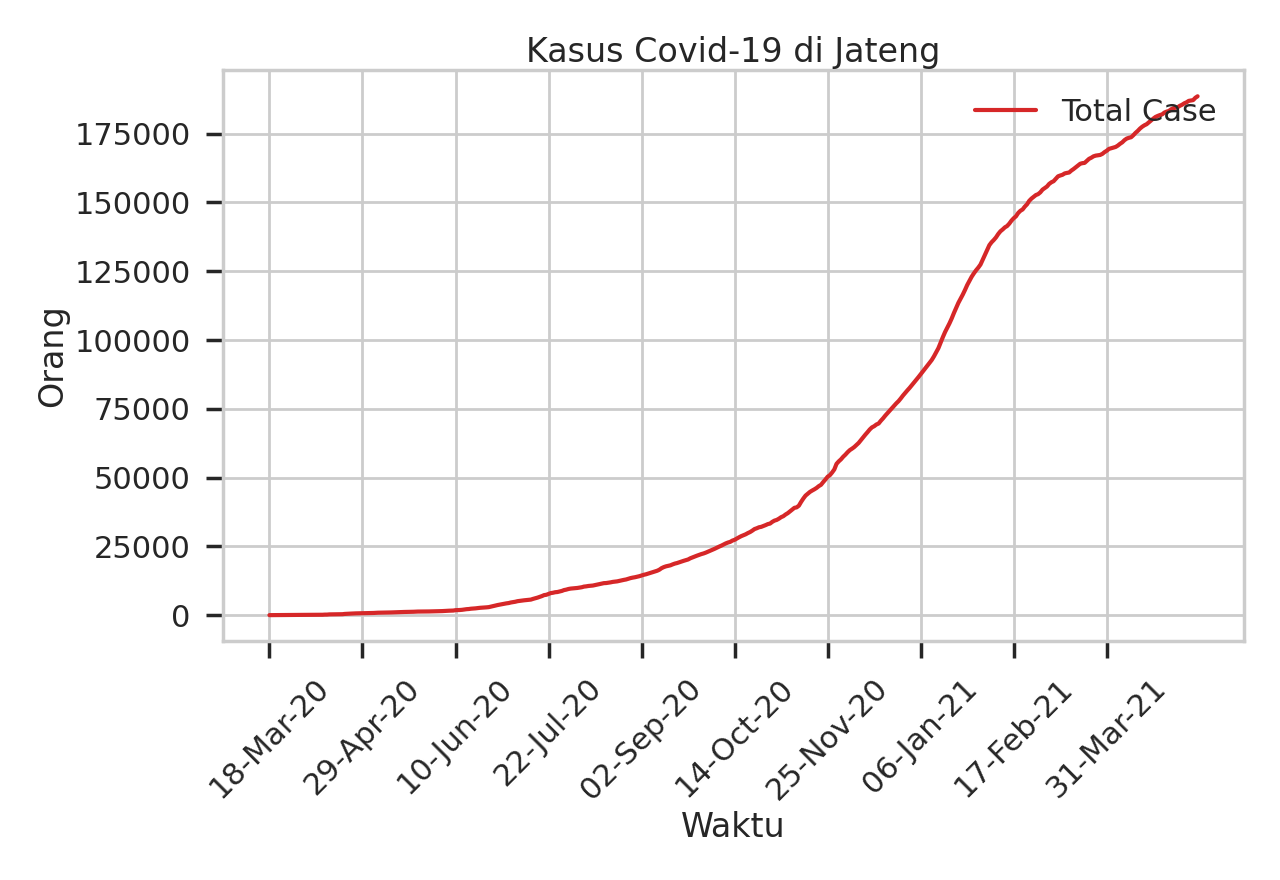 Kasus Covid-19 di Jateng
Total Case
Orang
175000
150000
125000
100000
75000
50000
25000
0
18-Mar-20
29-Apr-20
10-Jun-20
22-Jul-20
02-Sep-20
14-Oct-20
25-Nov-20
06-Jan-21
17-Feb-21
31-Mar-21
Waktu